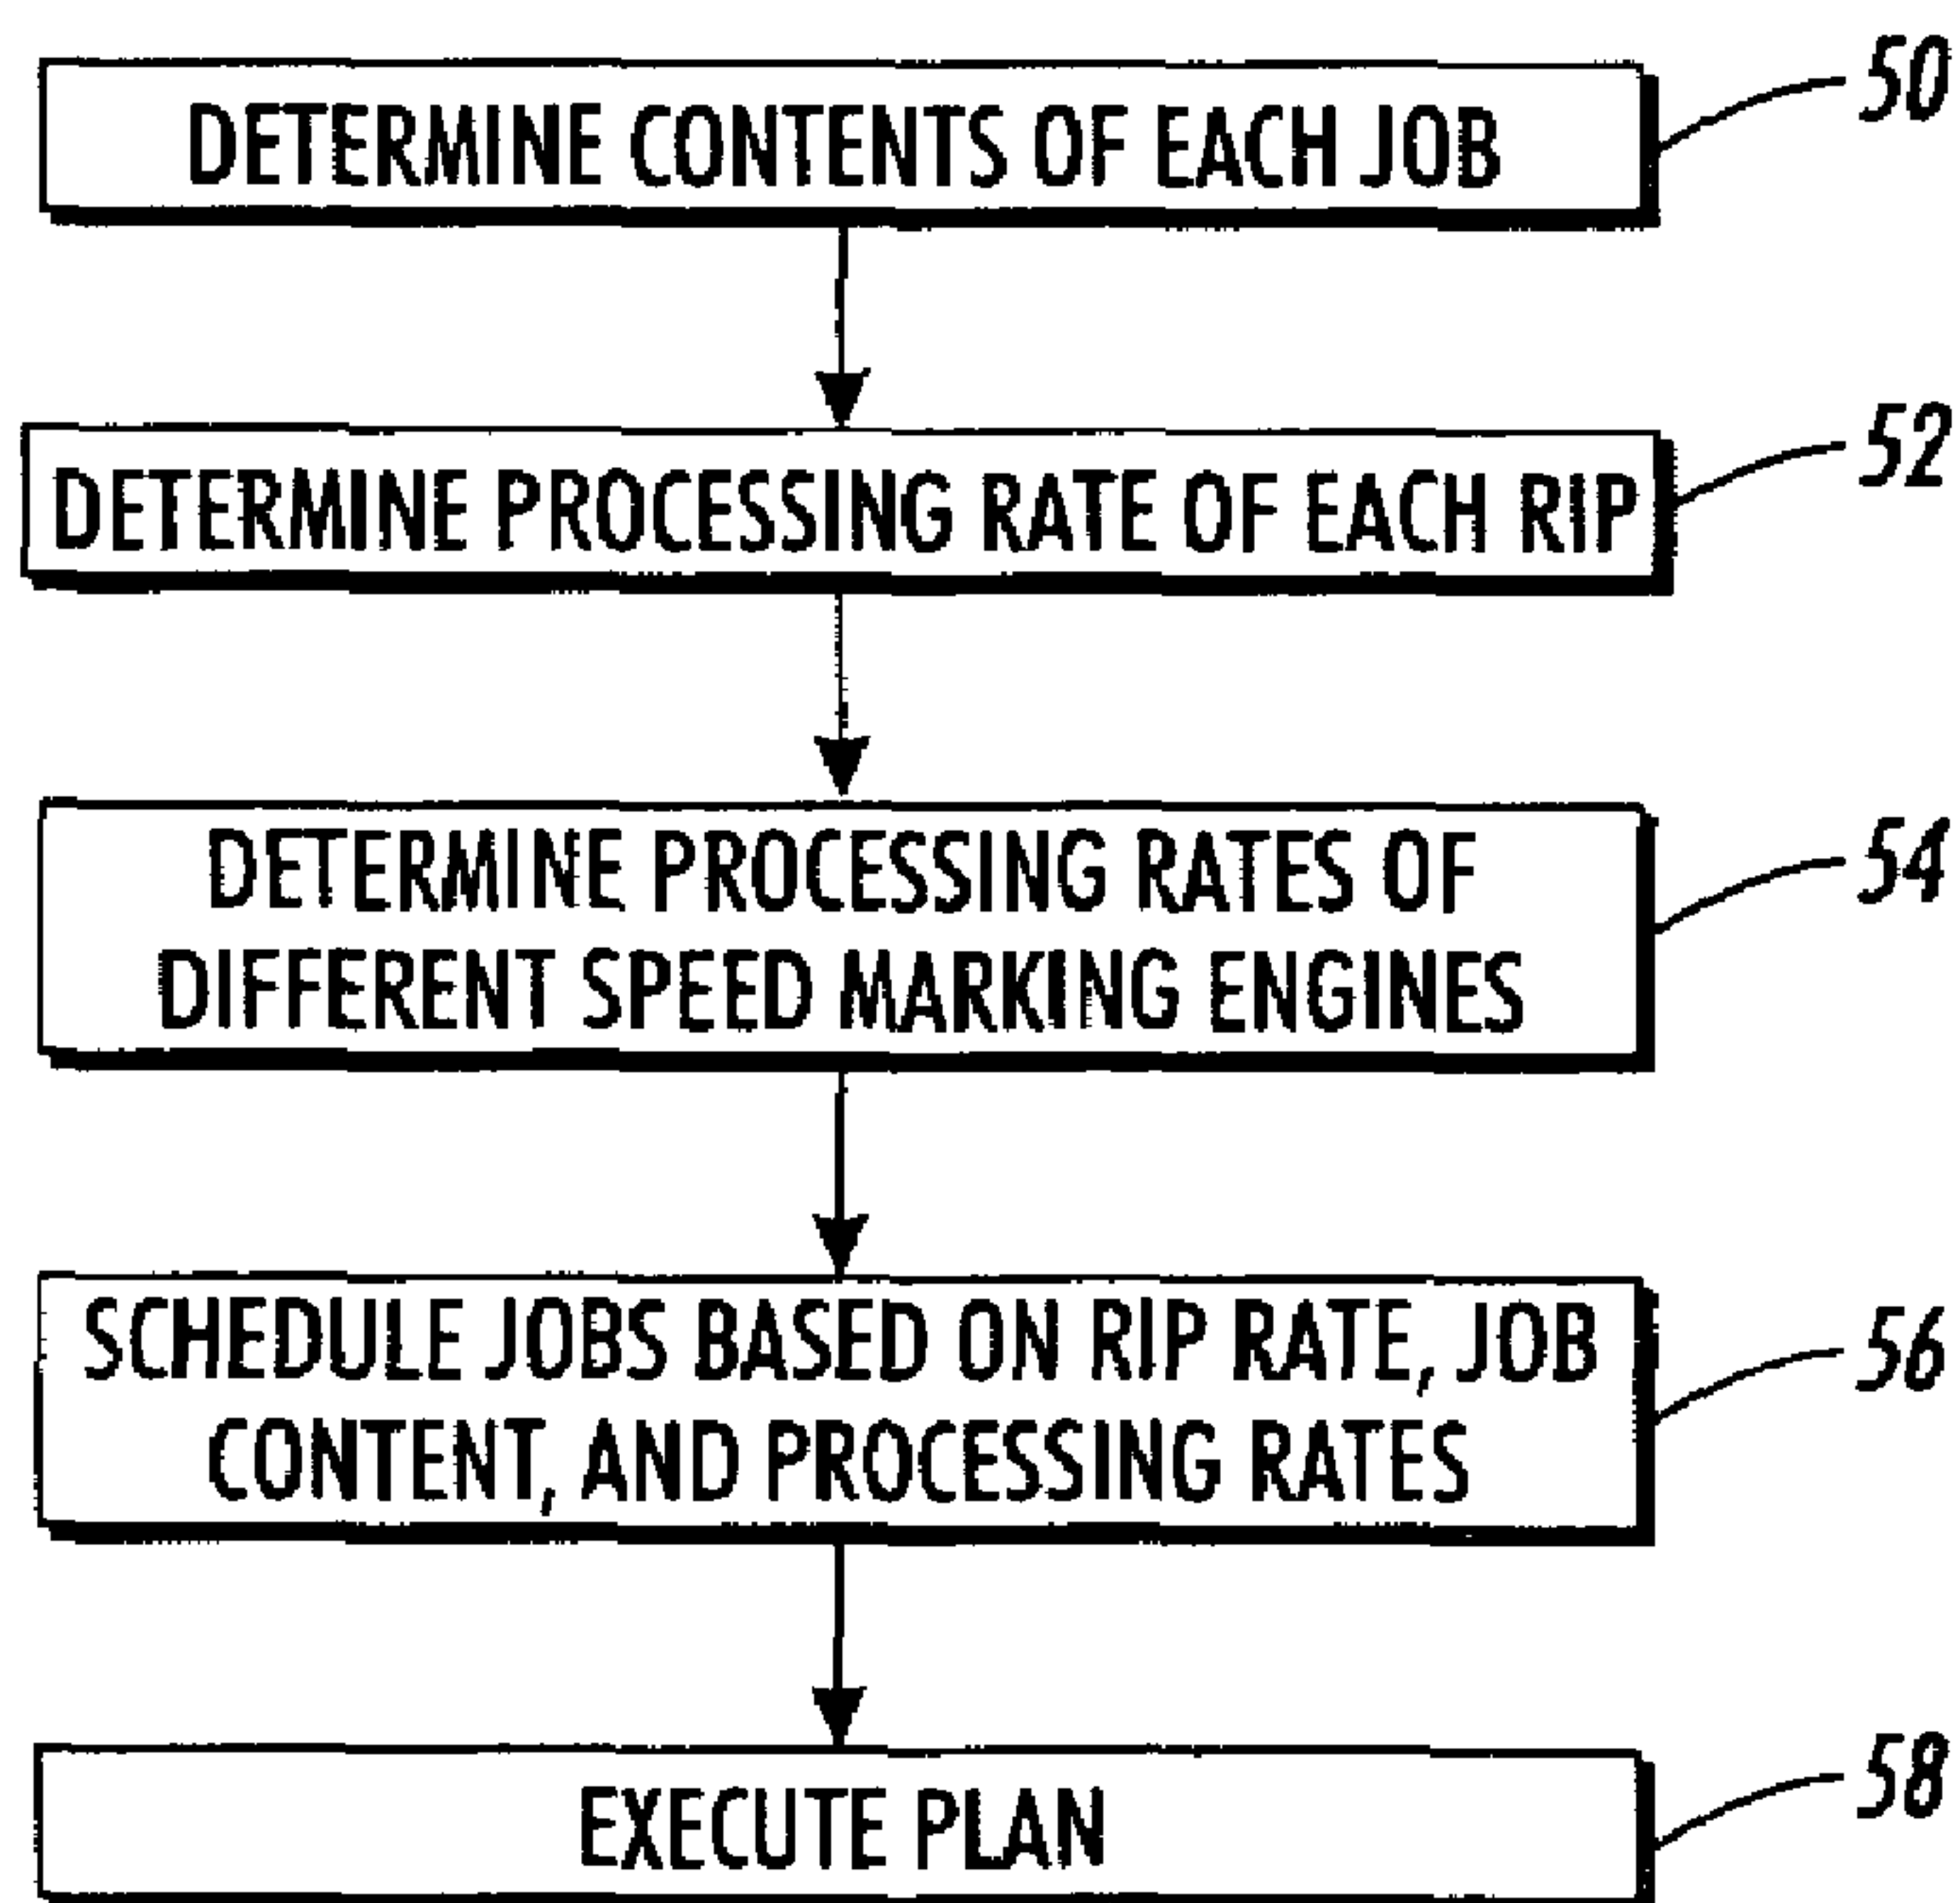 DETERMINE CONTENTS OF EACH JOB
50
DETERMINE PROCESSING RATE OF EACH RIP
52
DETERMINE PROCESSING RATES OF
DIFFERENT SPEED MARKING ENGINES
54
SCHEDULE JOBS BASED ON RIP RATE, JOB
CONTENT, AND PROCESSING RATES
56
EXECUTE PLAN
58